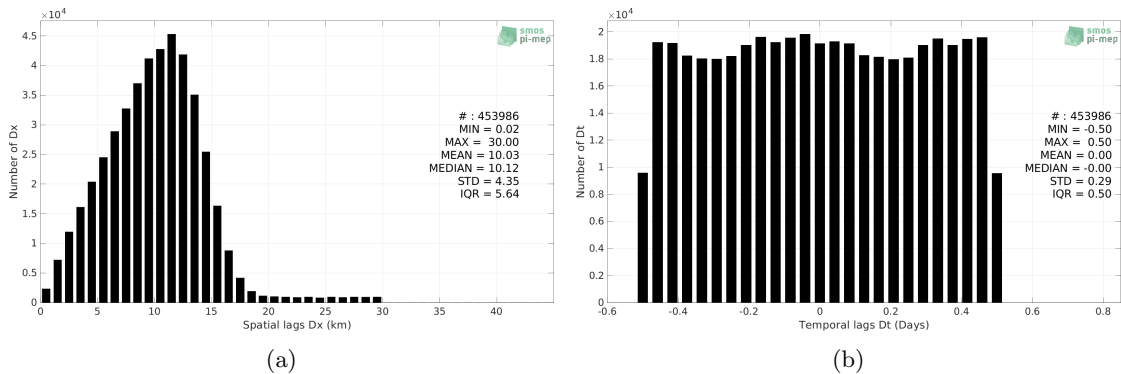 ×10⁴
4.5
4
3.5
3
2.5
2
1.5
1
0.5
0
Number of Dx
0 5 10 15 20 25 30 35 40
Spatial lags Dx (km)
smos
pi-mep
# : 453986
MIN = 0.02
MAX = 30.00
MEAN = 10.03
MEDIAN = 10.12
STD = 4.35
IQR = 5.64
(a)
×10⁴
2
1.8
1.6
1.4
1.2
1
0.8
0.6
0.4
0.2
0
Number of Dt
-0.6 -0.4 -0.2 0 0.2 0.4 0.6 0.8
Temporal lags Dt (Days)
smos
pi-mep
# : 453986
MIN = -0.50
MAX = 0.50
MEAN = 0.00
MEDIAN = -0.00
STD = 0.29
IQR = 0.50
(b)